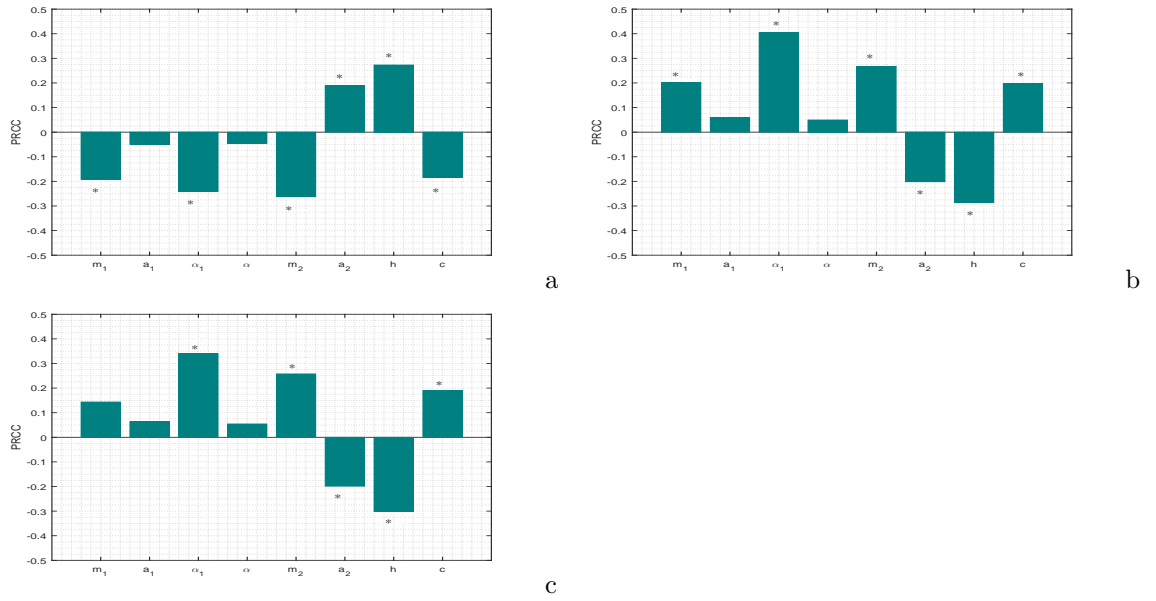 0.5
0.4
0.3
0.2
0.1
0
-0.1
-0.2
-0.3
-0.4
-0.5
PRCC
* * * * * *
m₁ a₁ α₁ α m₂ a₂ h c
a
0.5
0.4
0.3
0.2
0.1
0
-0.1
-0.2
-0.3
-0.4
-0.5
PRCC
* * * * * *
m₁ a₁ α₁ α m₂ a₂ h c
b
0.5
0.4
0.3
0.2
0.1
0
-0.1
-0.2
-0.3
-0.4
-0.5
PRCC
* * * * *
m₁ a₁ α₁ α m₂ a₂ h c
c